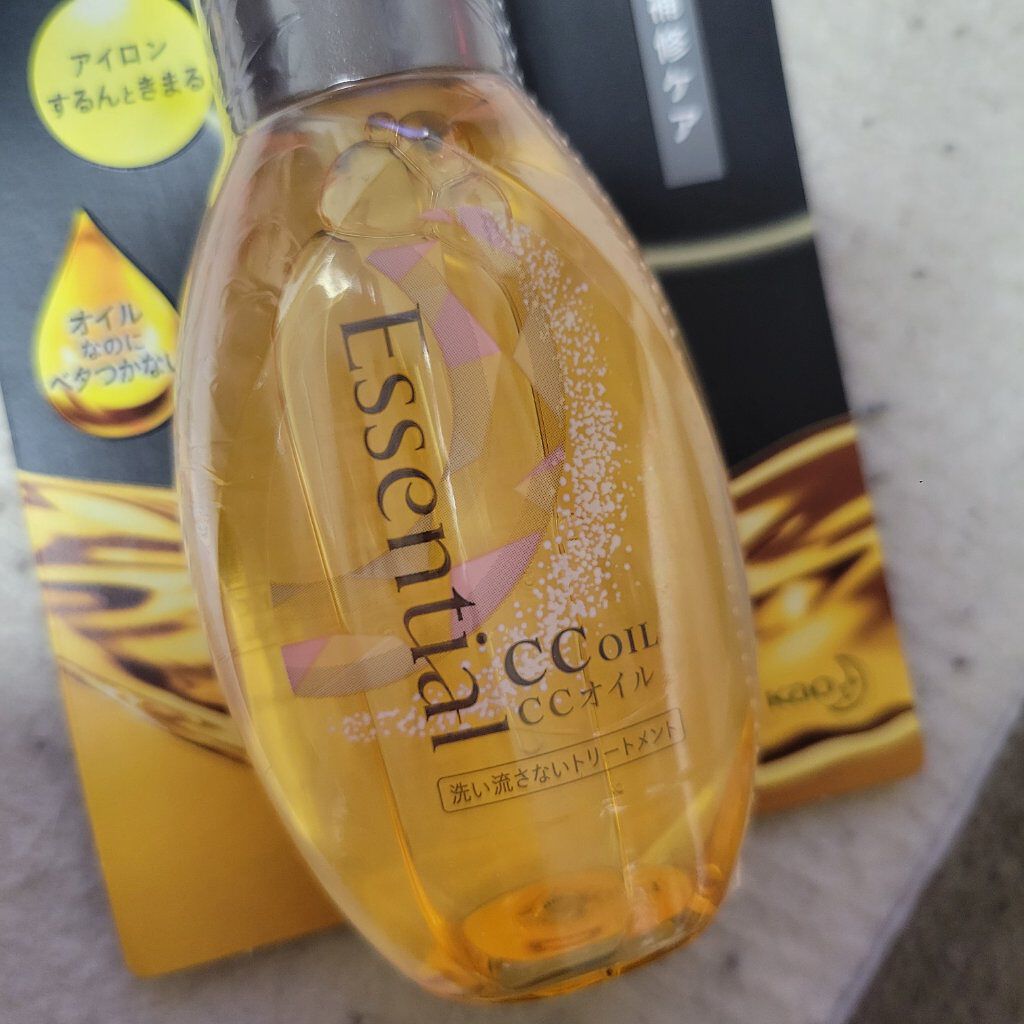 アイロン
するんときまる
オイル
なのに
ベタつかない
補修ケア
Essential
CC OIL
CCオイル
洗い流さないトリートメント
Kao